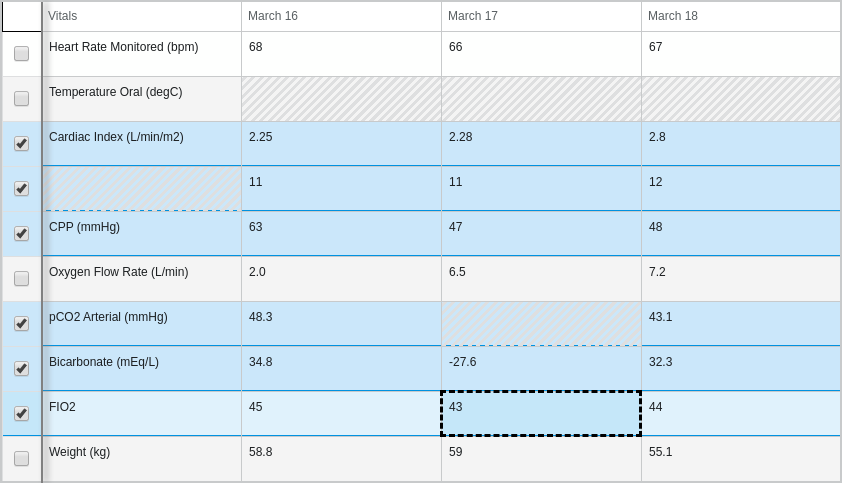 Vitals March 16 March 17 March 18
Heart Rate Monitored (bpm) 68 66 67
Temperature Oral (degC)
Cardiac Index (L/min/m2) 2.25 2.28 2.8
11 11 12
CPP (mmHg) 63 47 48
Oxygen Flow Rate (L/min) 2.0 6.5 7.2
pCO2 Arterial (mmHg) 48.3 43.1
Bicarbonate (mEq/L) 34.8 -27.6 32.3
FIO2 45 43 44
Weight (kg) 58.8 59 55.1